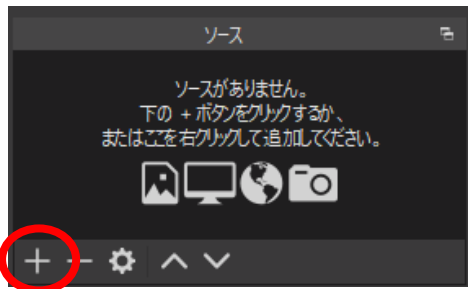 ソース
ソースがありません。
下の + ボタンをクリックするか、
またはここを右クリックして追加してください。